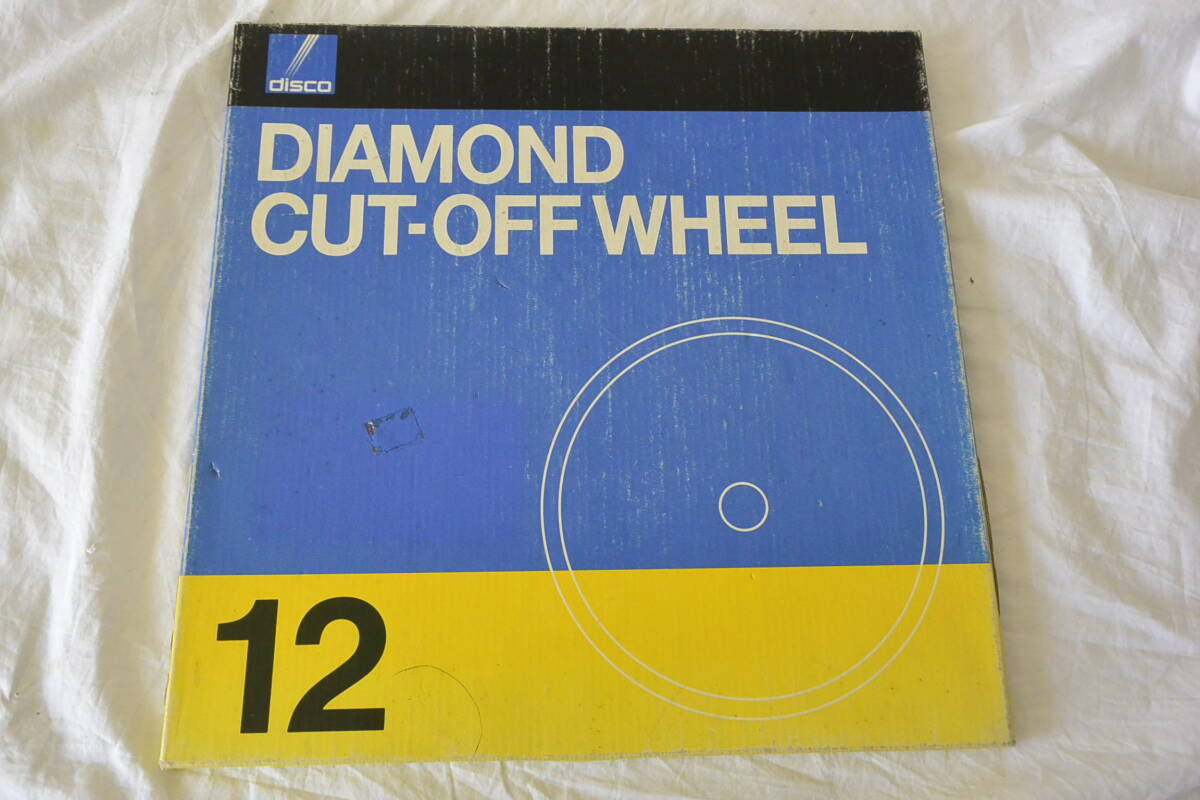 disco
DIAMOND
CUT-OFF WHEEL
12